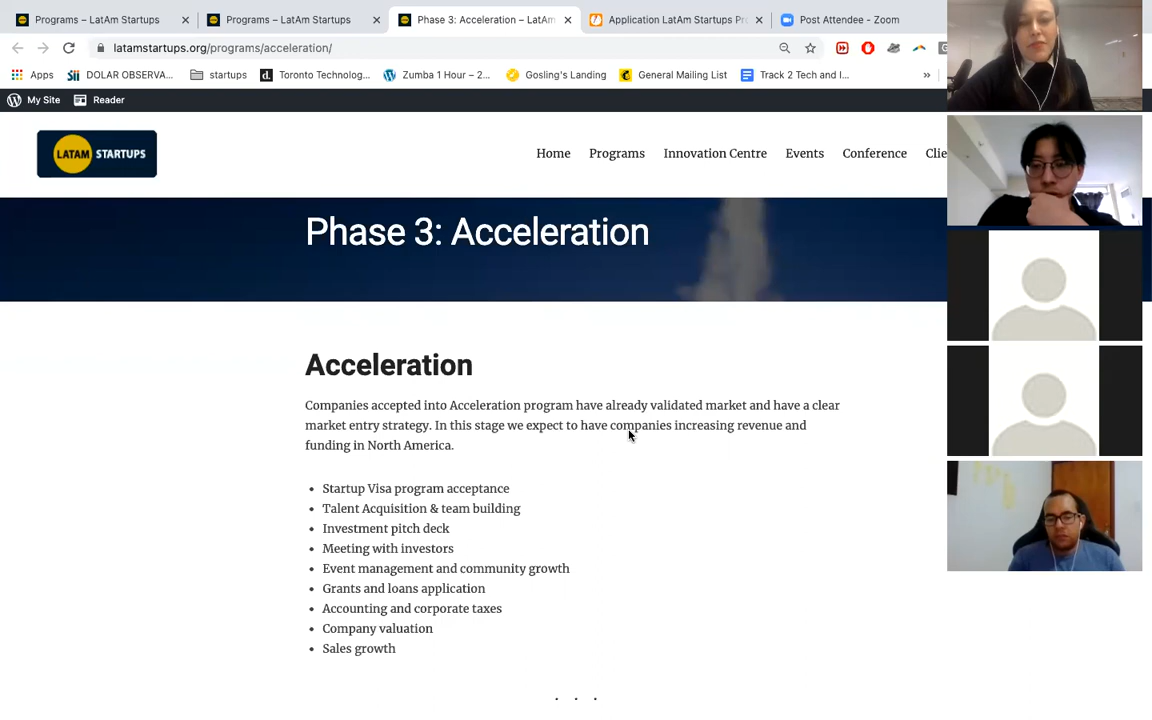 Programs – LatAm Startups
Programs – LatAm Startups
Phase 3: Acceleration – LatAm
Application LatAm Startups Pro
Post Attendee - Zoom
latamstartups.org/programs/acceleration/
Apps
DOLAR OBSERVA...
startups
Toronto Technolog...
Zumba 1 Hour – 2...
Gosling's Landing
General Mailing List
Track 2 Tech and I...
»
My Site
Reader
LATAM STARTUPS
Home
Programs
Innovation Centre
Events
Conference
Clie
Phase 3: Acceleration
Acceleration
Companies accepted into Acceleration program have already validated market and have a clear
market entry strategy. In this stage we expect to have companies increasing revenue and
funding in North America.
• Startup Visa program acceptance
• Talent Acquisition & team building
• Investment pitch deck
• Meeting with investors
• Event management and community growth
• Grants and loans application
• Accounting and corporate taxes
• Company valuation
• Sales growth